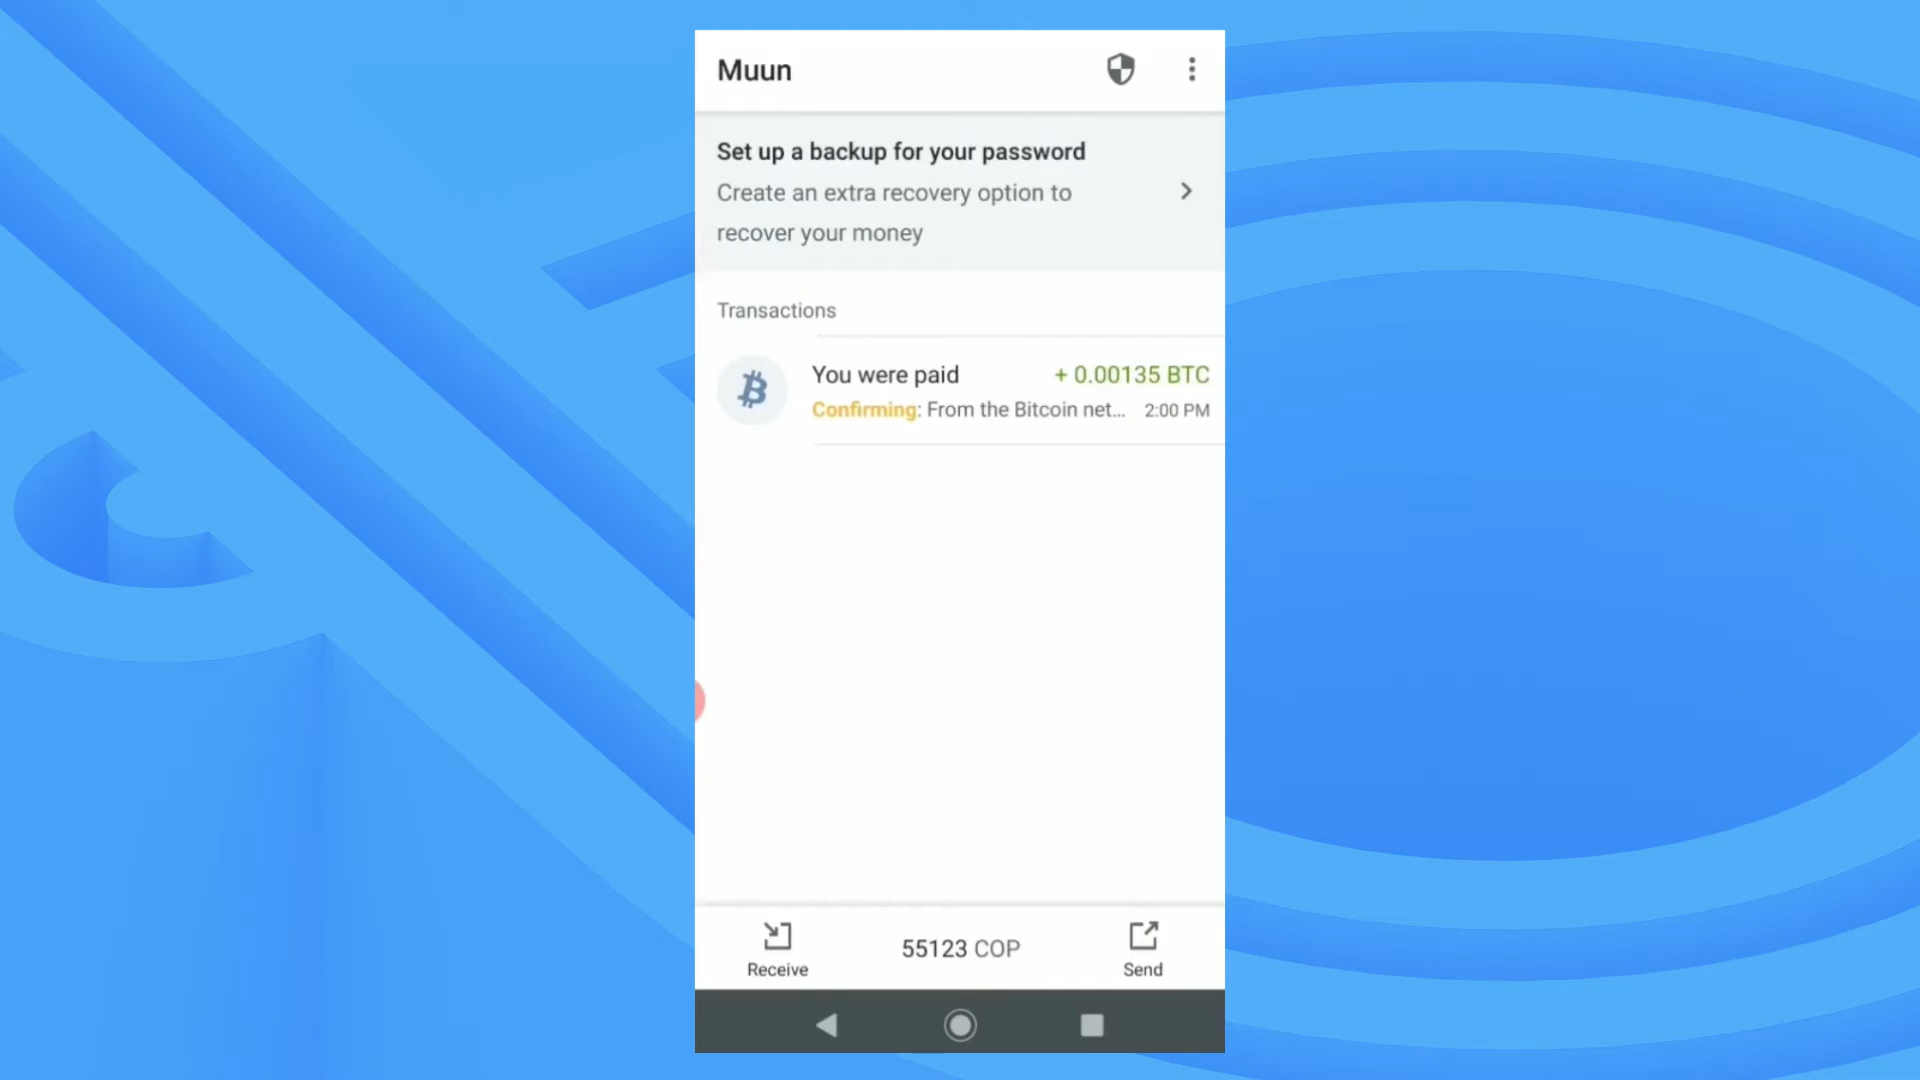 Muun
Set up a backup for your password
Create an extra recovery option to
recover your money
Transactions
You were paid + 0.00135 BTC
Confirming: From the Bitcoin net... 2:00 PM
Receive 55123 COP Send